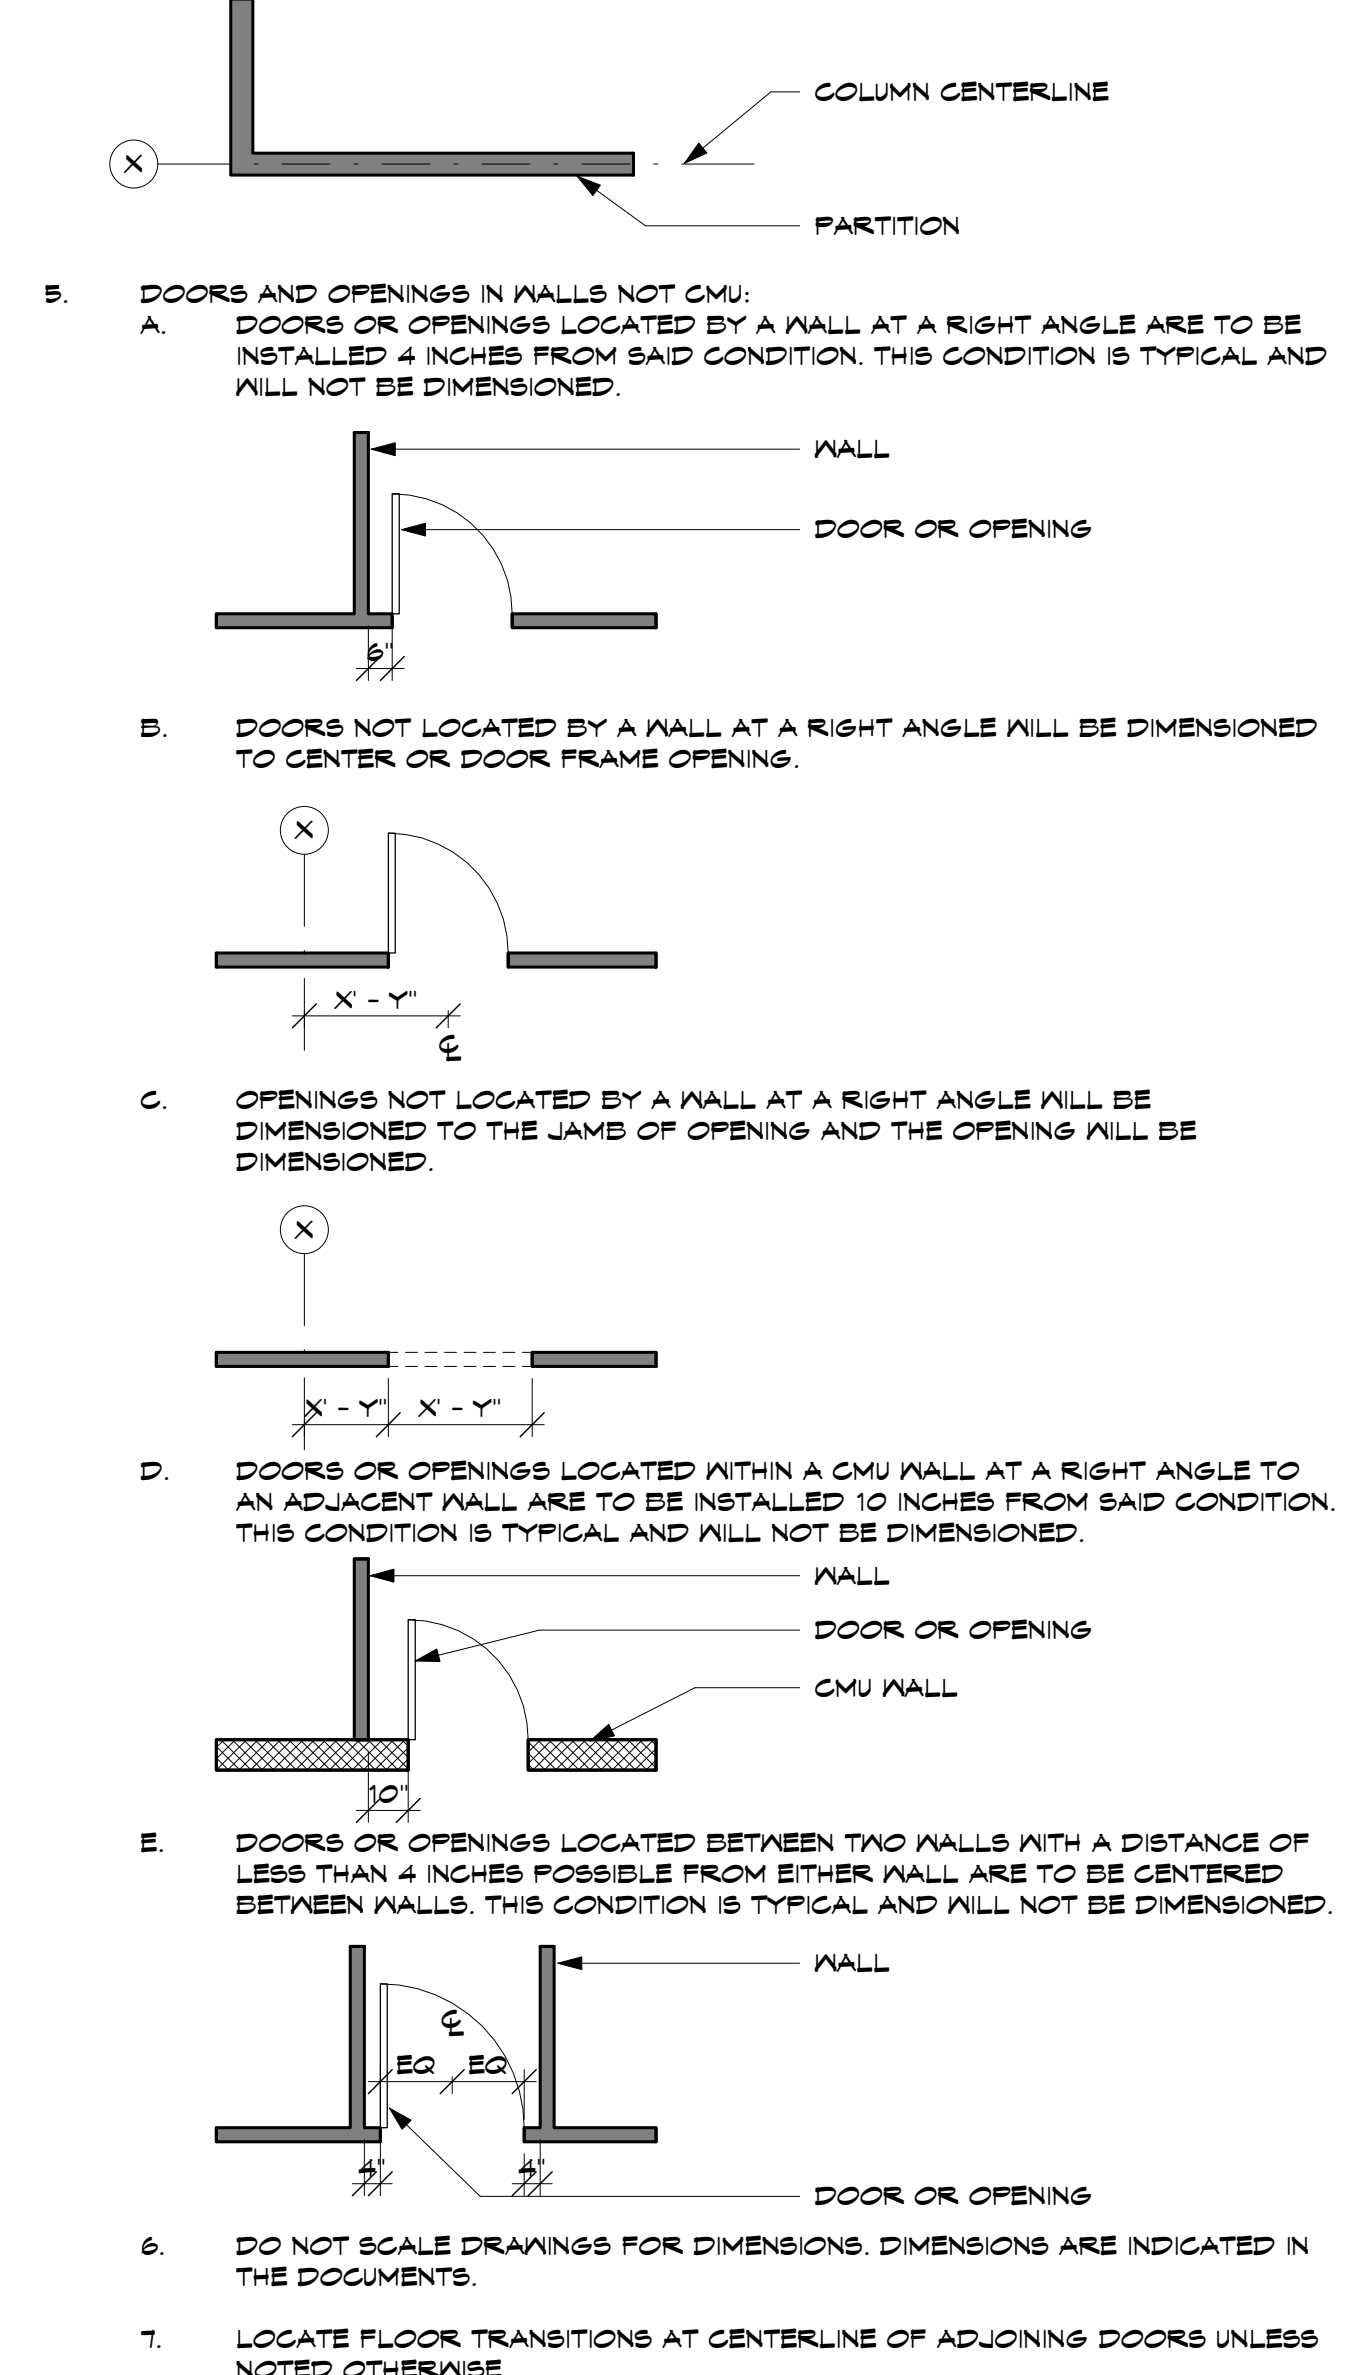 COLUMN CENTERLINE
X
PARTITION
5. DOORS AND OPENINGS IN WALLS NOT CMU:
A. DOORS OR OPENINGS LOCATED BY A WALL AT A RIGHT ANGLE ARE TO BE
INSTALLED 4 INCHES FROM SAID CONDITION. THIS CONDITION IS TYPICAL AND
WILL NOT BE DIMENSIONED.
WALL
DOOR OR OPENING
6"
B. DOORS NOT LOCATED BY A WALL AT A RIGHT ANGLE WILL BE DIMENSIONED
TO CENTER OR DOOR FRAME OPENING.
X
X' - Y"
℄
C. OPENINGS NOT LOCATED BY A WALL AT A RIGHT ANGLE WILL BE
DIMENSIONED TO THE JAMB OF OPENING AND THE OPENING WILL BE
DIMENSIONED.
X
X' - Y" X' - Y"
D. DOORS OR OPENINGS LOCATED WITHIN A CMU WALL AT A RIGHT ANGLE TO
AN ADJACENT WALL ARE TO BE INSTALLED 10 INCHES FROM SAID CONDITION.
THIS CONDITION IS TYPICAL AND WILL NOT BE DIMENSIONED.
WALL
DOOR OR OPENING
CMU WALL
10"
E. DOORS OR OPENINGS LOCATED BETWEEN TWO WALLS WITH A DISTANCE OF
LESS THAN 4 INCHES POSSIBLE FROM EITHER WALL ARE TO BE CENTERED
BETWEEN WALLS. THIS CONDITION IS TYPICAL AND WILL NOT BE DIMENSIONED.
WALL
℄
EQ EQ
4" 4"
DOOR OR OPENING
6. DO NOT SCALE DRAWINGS FOR DIMENSIONS. DIMENSIONS ARE INDICATED IN
THE DOCUMENTS.
7. LOCATE FLOOR TRANSITIONS AT CENTERLINE OF ADJOINING DOORS UNLESS
NOTED OTHERWISE